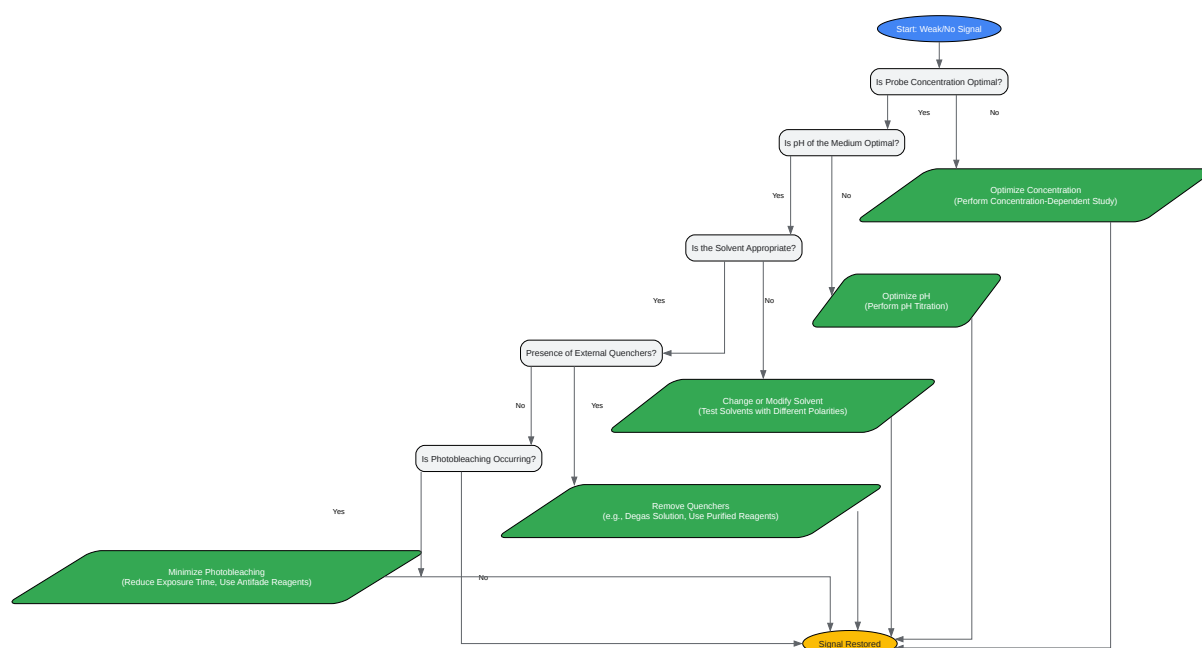 Start: Weak/No Signal
Is Probe Concentration Optimal?
Yes
No
Is pH of the Medium Optimal?
Yes
No
Optimize Concentration
(Perform Concentration-Dependent Study)
Is the Solvent Appropriate?
Yes
No
Optimize pH
(Perform pH Titration)
Presence of External Quenchers?
No
Yes
Change or Modify Solvent
(Test Solvents with Different Polarities)
Is Photobleaching Occurring?
Yes
No
Remove Quenchers
(e.g., Degas Solution, Use Purified Reagents)
Minimize Photobleaching
(Reduce Exposure Time, Use Antifade Reagents)
Signal Restored